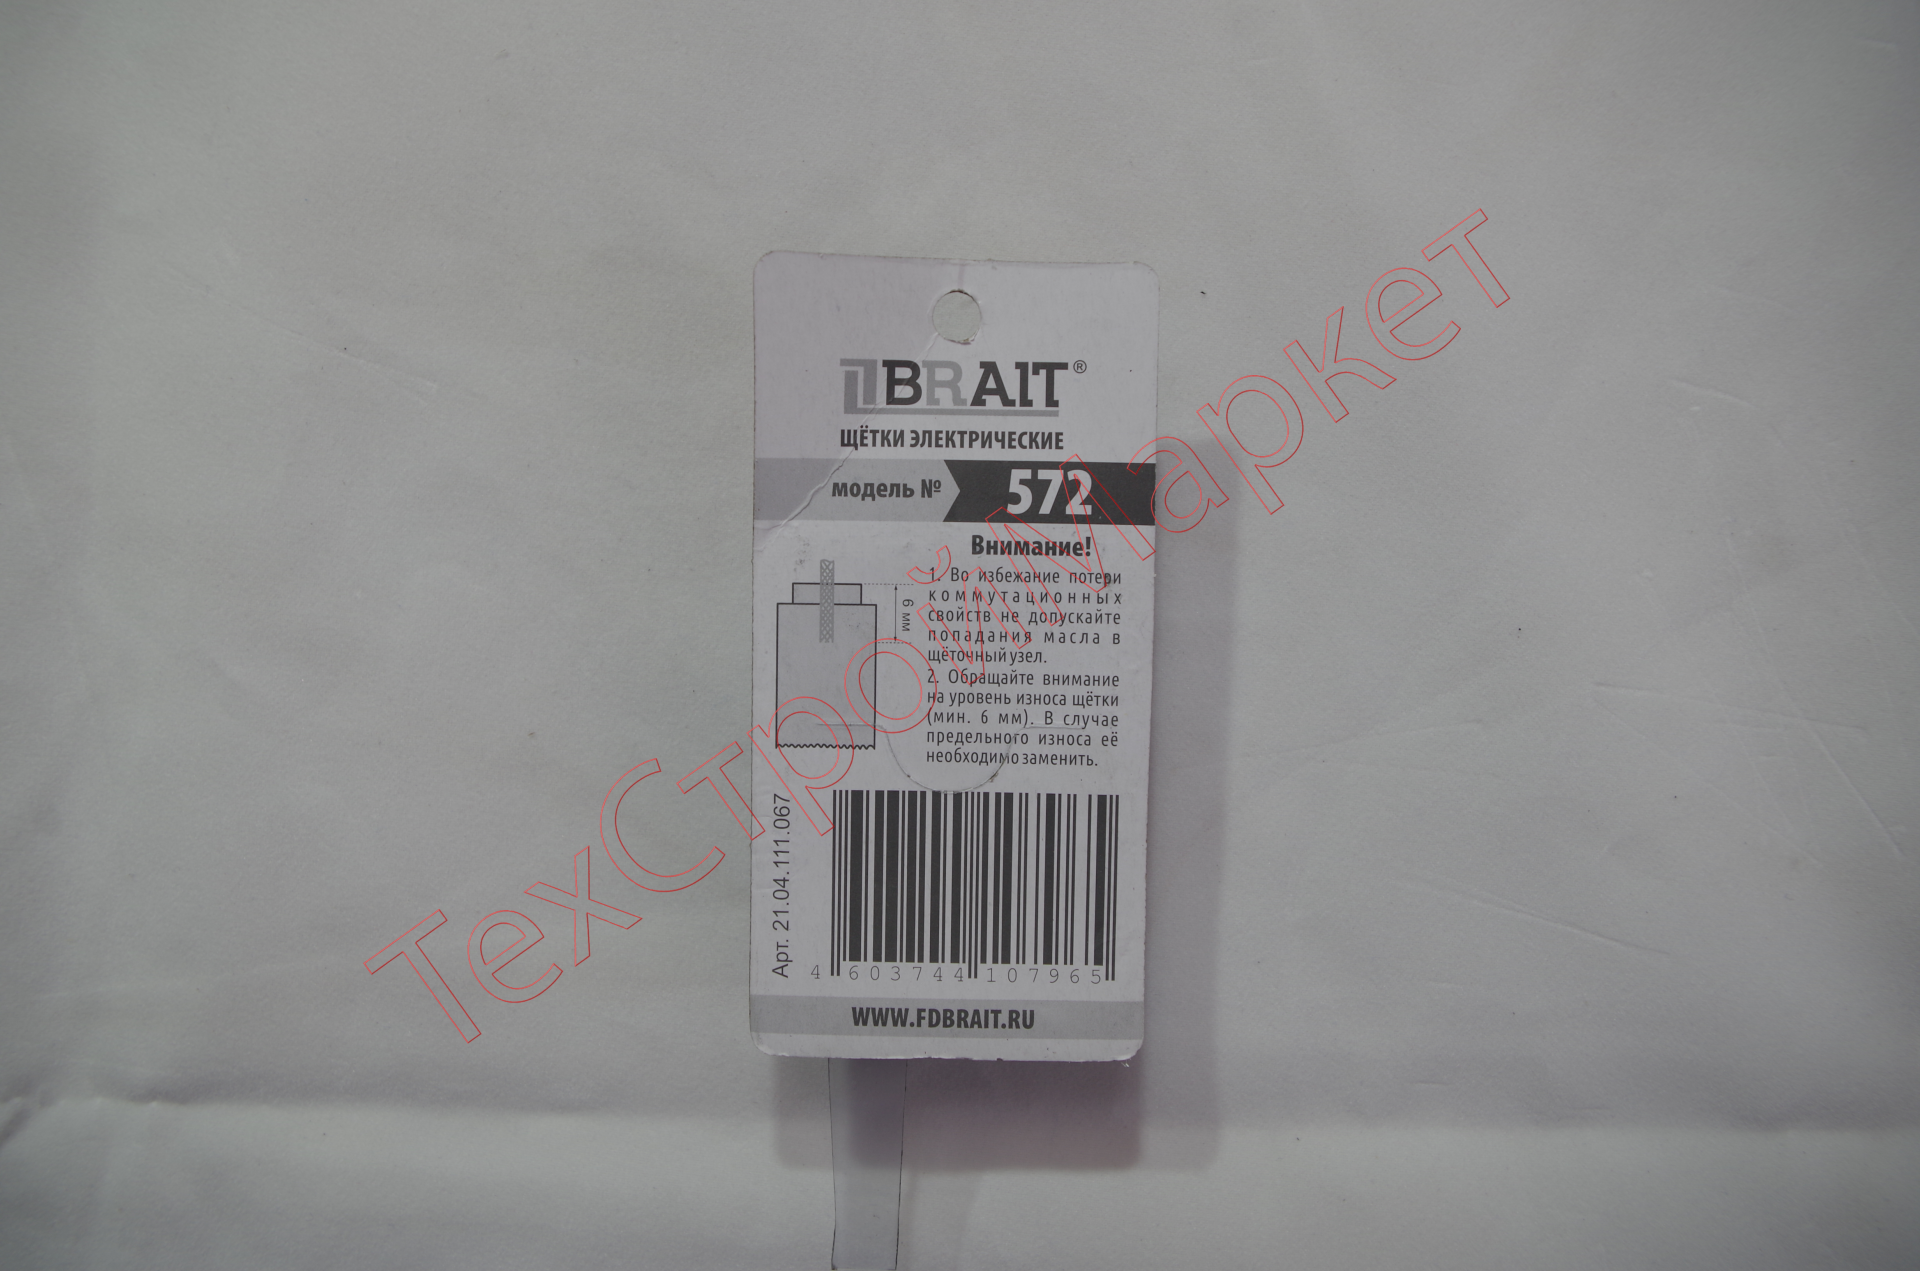 BRAIT®
ЩЁТКИ ЭЛЕКТРИЧЕСКИЕ
модель № 572
Внимание!
1. Во избежание потери
коммутационных
свойств не допускайте
попадания масла в
щёточный узел.
2. Обращайте внимание
на уровень износа щётки
(мин. 6 мм). В случае
предельного износа её
необходимо заменить.
6 мм
Арт. 21.04.111.067
4 603744 107965
WWW.FDBRAIT.RU
ТехСтройМаркет